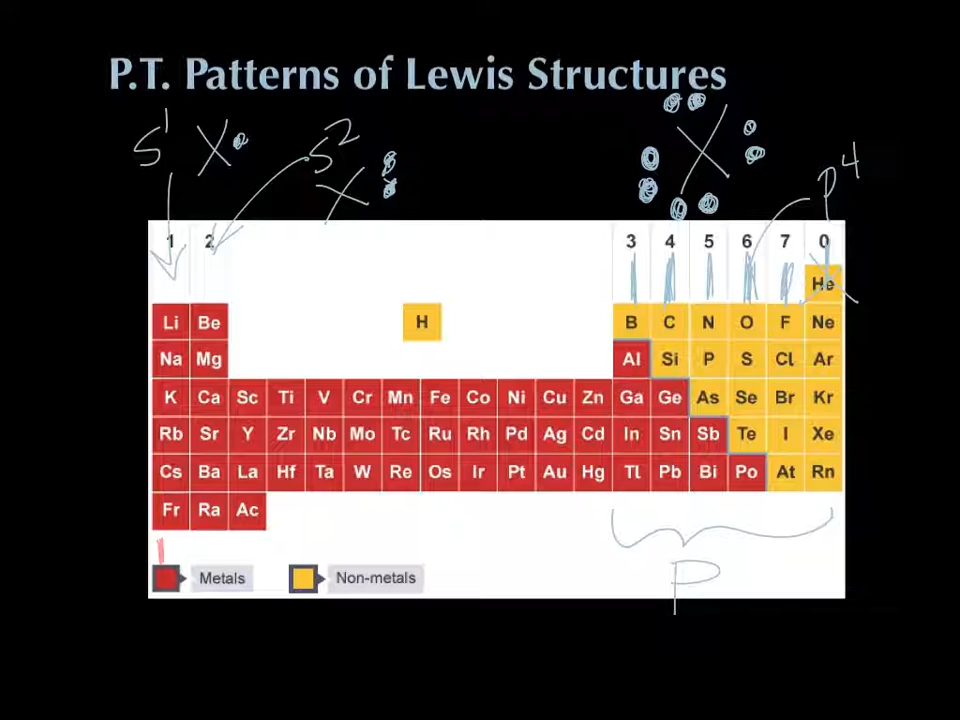 P.T. Patterns of Lewis Structures
S¹ X S² X X p⁴
1 2 3 4 5 6 7 0
He
Li Be H B C N O F Ne
Na Mg Al Si P S Cl Ar
K Ca Sc Ti V Cr Mn Fe Co Ni Cu Zn Ga Ge As Se Br Kr
Rb Sr Y Zr Nb Mo Tc Ru Rh Pd Ag Cd In Sn Sb Te I Xe
Cs Ba La Hf Ta W Re Os Ir Pt Au Hg Tl Pb Bi Po At Rn
Fr Ra Ac
Metals Non-metals
P